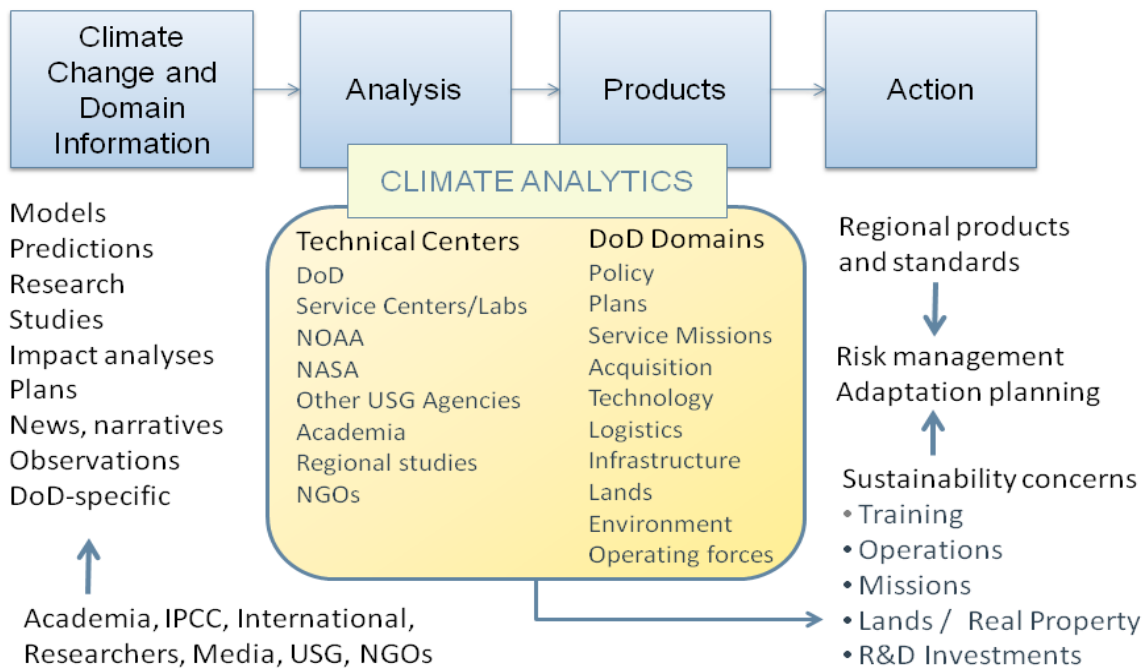 Climate
Change and
Domain
Information
Analysis
Products
Action
CLIMATE ANALYTICS
Models
Predictions
Research
Studies
Impact analyses
Plans
News, narratives
Observations
DoD-specific
Academia, IPCC, International,
Researchers, Media, USG, NGOs
Technical Centers
DoD
Service Centers/Labs
NOAA
NASA
Other USG Agencies
Academia
Regional studies
NGOs
DoD Domains
Policy
Plans
Service Missions
Acquisition
Technology
Logistics
Infrastructure
Lands
Environment
Operating forces
Regional products
and standards
Risk management
Adaptation planning
Sustainability concerns
• Training
• Operations
• Missions
• Lands / Real Property
• R&D Investments